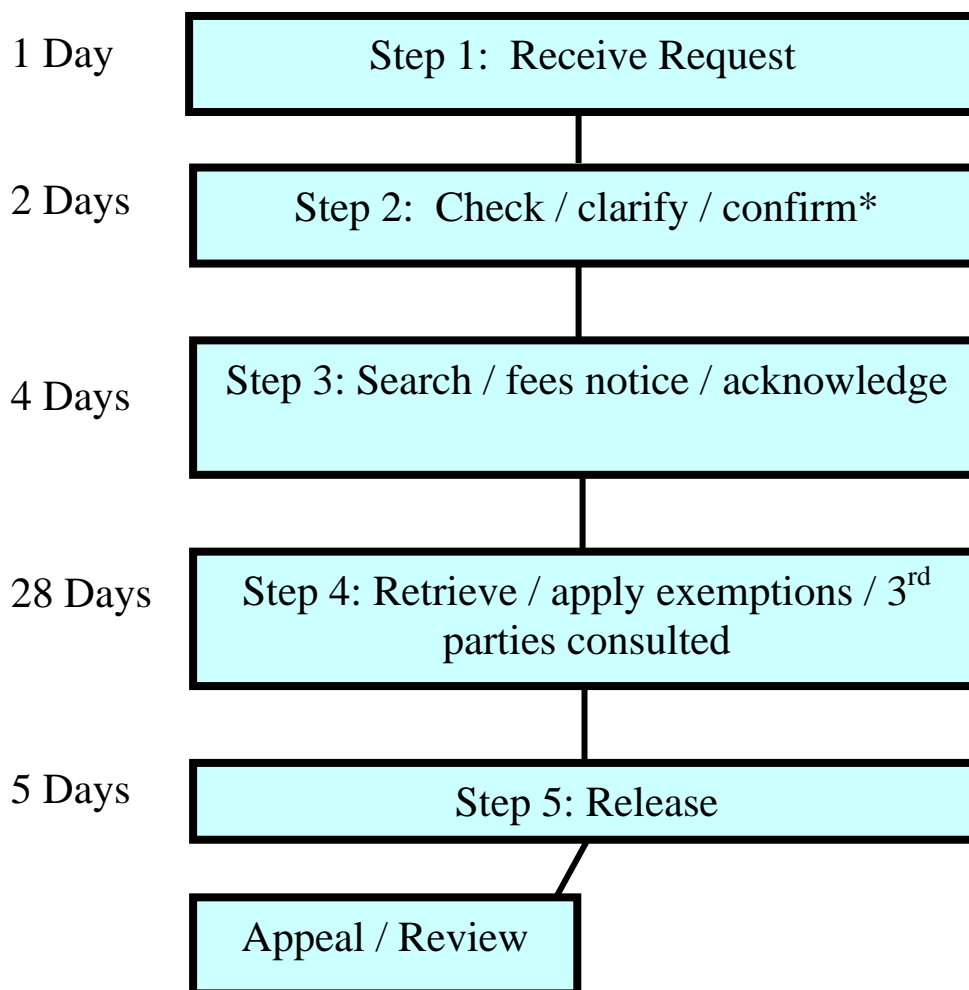 1 Day
Step 1:  Receive Request
2 Days
Step 2:  Check / clarify / confirm*
4 Days
Step 3: Search / fees notice / acknowledge
28 Days
Step 4: Retrieve / apply exemptions / 3rd
parties consulted
5 Days
Step 5: Release
Appeal / Review